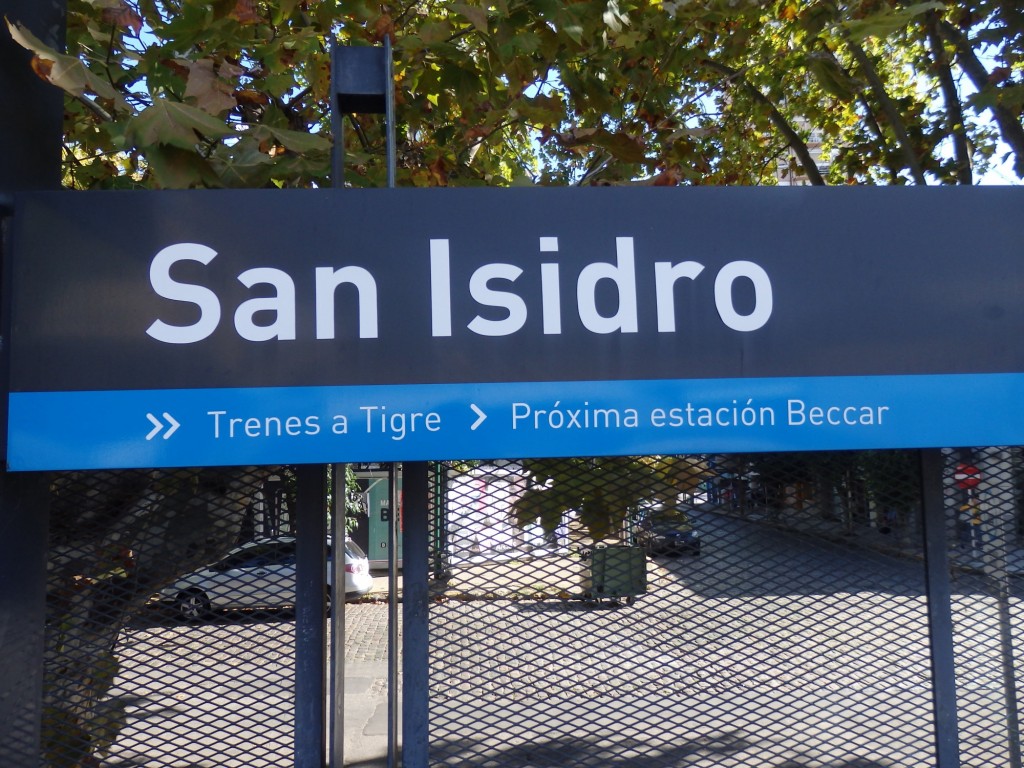 San Isidro
» Trenes a Tigre > Próxima estación Beccar